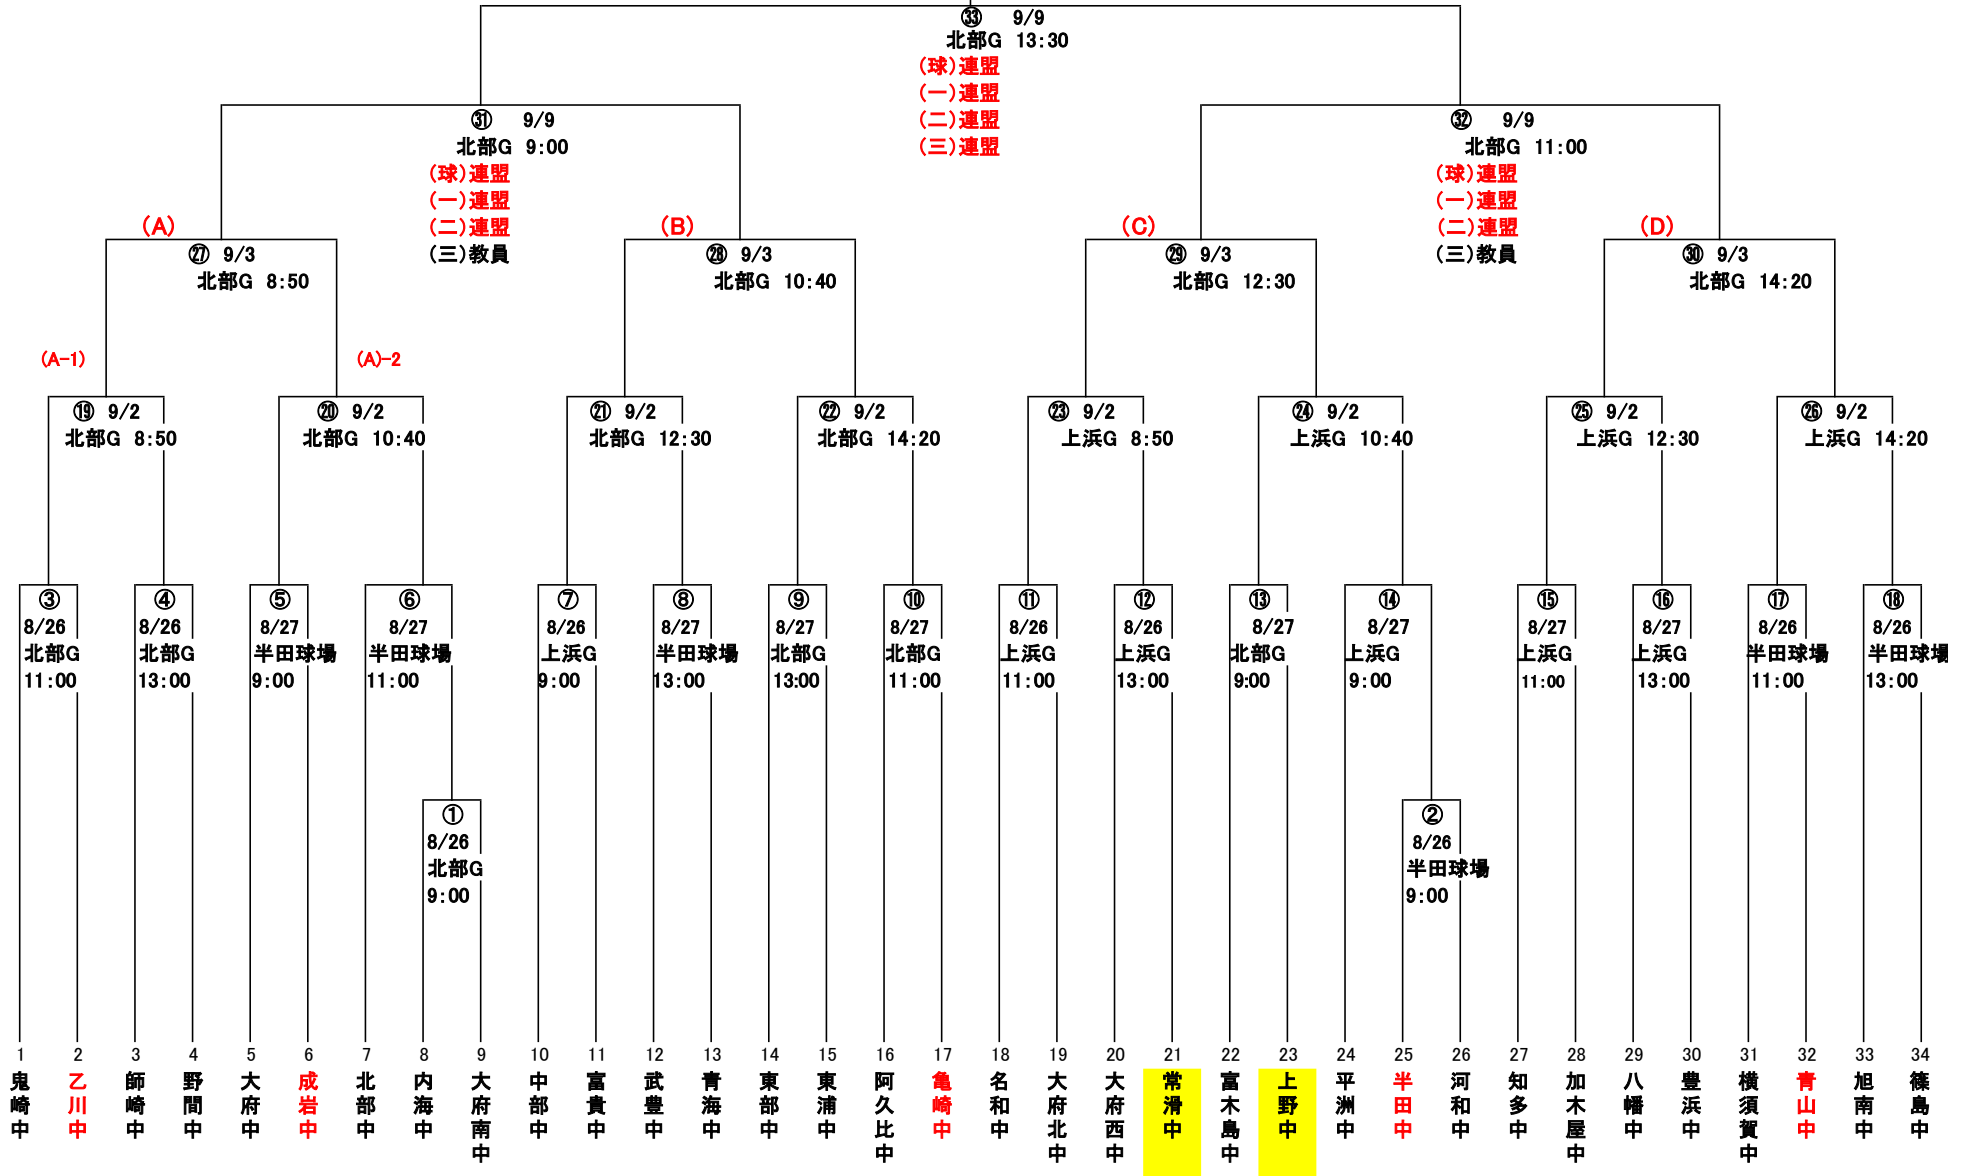 ㉝ 9/9
北部G 13:30
(球)連盟
(一)連盟
(二)連盟
(三)連盟
㉛ 9/9
北部G 9:00
(球)連盟
(一)連盟
(二)連盟
(三)教員
㉜ 9/9
北部G 11:00
(球)連盟
(一)連盟
(二)連盟
(三)教員
(A)
(B)
(C)
(D)
㉗ 9/3
北部G 8:50
㉘ 9/3
北部G 10:40
㉙ 9/3
北部G 12:30
㉚ 9/3
北部G 14:20
(A-1)
(A)-2
⑲ 9/2
北部G 8:50
⑳ 9/2
北部G 10:40
㉑ 9/2
北部G 12:30
㉒ 9/2
北部G 14:20
㉓ 9/2
上浜G 8:50
㉔ 9/2
上浜G 10:40
㉕ 9/2
上浜G 12:30
㉖ 9/2
上浜G 14:20
③
8/26
北部G
11:00
④
8/26
北部G
13:00
⑤
8/27
半田球場
9:00
⑥
8/27
半田球場
11:00
⑦
8/26
上浜G
9:00
⑧
8/27
半田球場
13:00
⑨
8/27
北部G
13:00
⑩
8/27
北部G
11:00
⑪
8/26
上浜G
11:00
⑫
8/26
上浜G
13:00
⑬
8/27
北部G
9:00
⑭
8/27
上浜G
9:00
⑮
8/27
上浜G
11:00
⑯
8/27
上浜G
13:00
⑰
8/26
半田球場
11:00
⑱
8/26
半田球場
13:00
①
8/26
北部G
9:00
②
8/26
半田球場
9:00
1 鬼崎中
2 乙川中
3 師崎中
4 野間中
5 大府中
6 成岩中
7 北部中
8 内海中
9 大府南中
10 中部中
11 富貴中
12 武豊中
13 青海中
14 東部中
15 東浦中
16 阿久比中
17 亀崎中
18 名和中
19 大府北中
20 大府西中
21 常滑中
22 富木島中
23 上野中
24 平洲中
25 半田中
26 河和中
27 知多中
28 加木屋中
29 八幡中
30 豊浜中
31 横須賀中
32 青山中
33 旭南中
34 篠島中